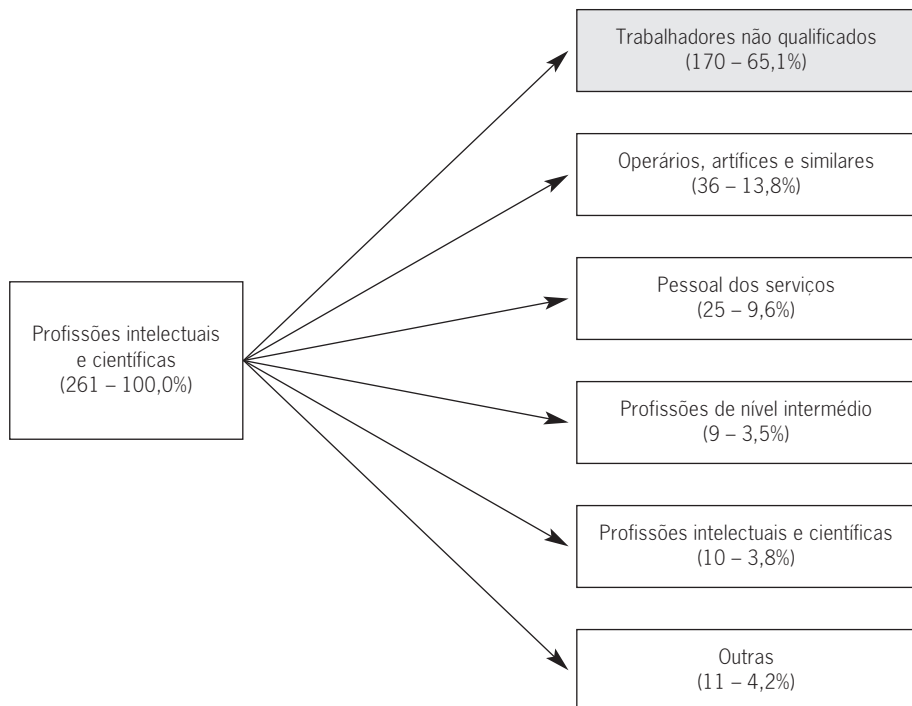 Trabalhadores não qualificados
(170 – 65,1%)
Operários, artífices e similares
(36 – 13,8%)
Pessoal dos serviços
(25 – 9,6%)
Profissões intelectuais
e científicas
(261 – 100,0%)
Profissões de nível intermédio
(9 – 3,5%)
Profissões intelectuais e científicas
(10 – 3,8%)
Outras
(11 – 4,2%)